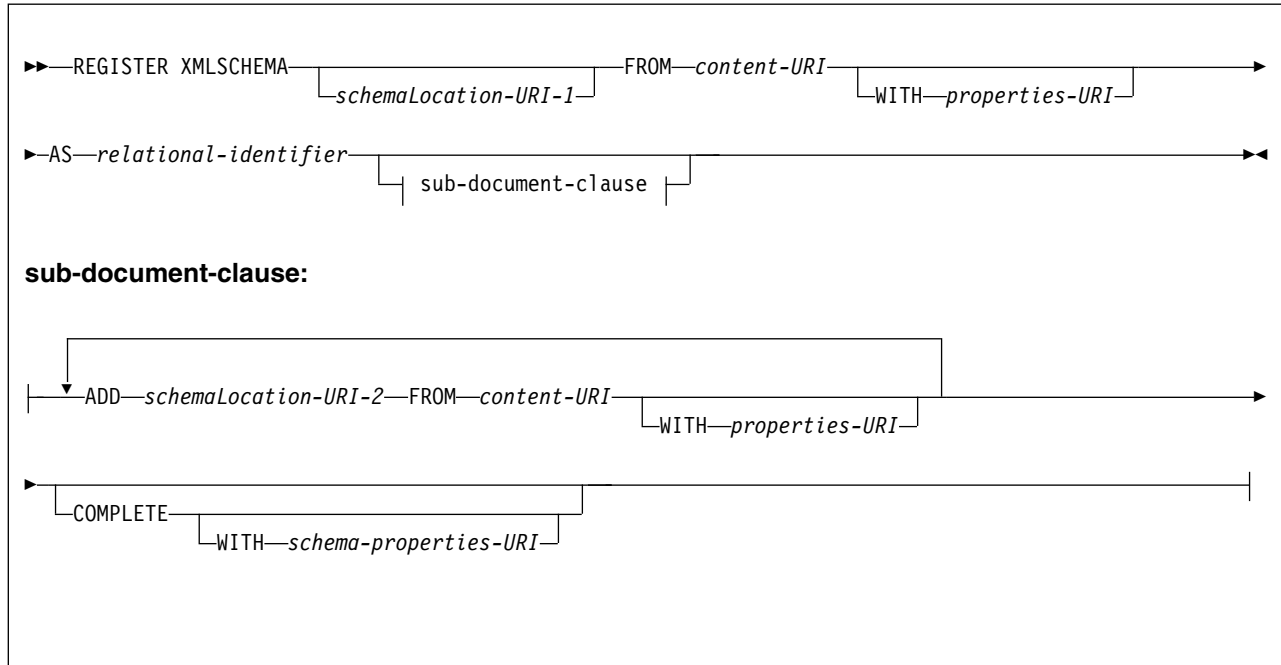 REGISTER XMLSCHEMA FROM content-URI
schemaLocation-URI-1 WITH properties-URI
AS relational-identifier
sub-document-clause
sub-document-clause:
ADD schemaLocation-URI-2 FROM content-URI
WITH properties-URI
COMPLETE
WITH schema-properties-URI